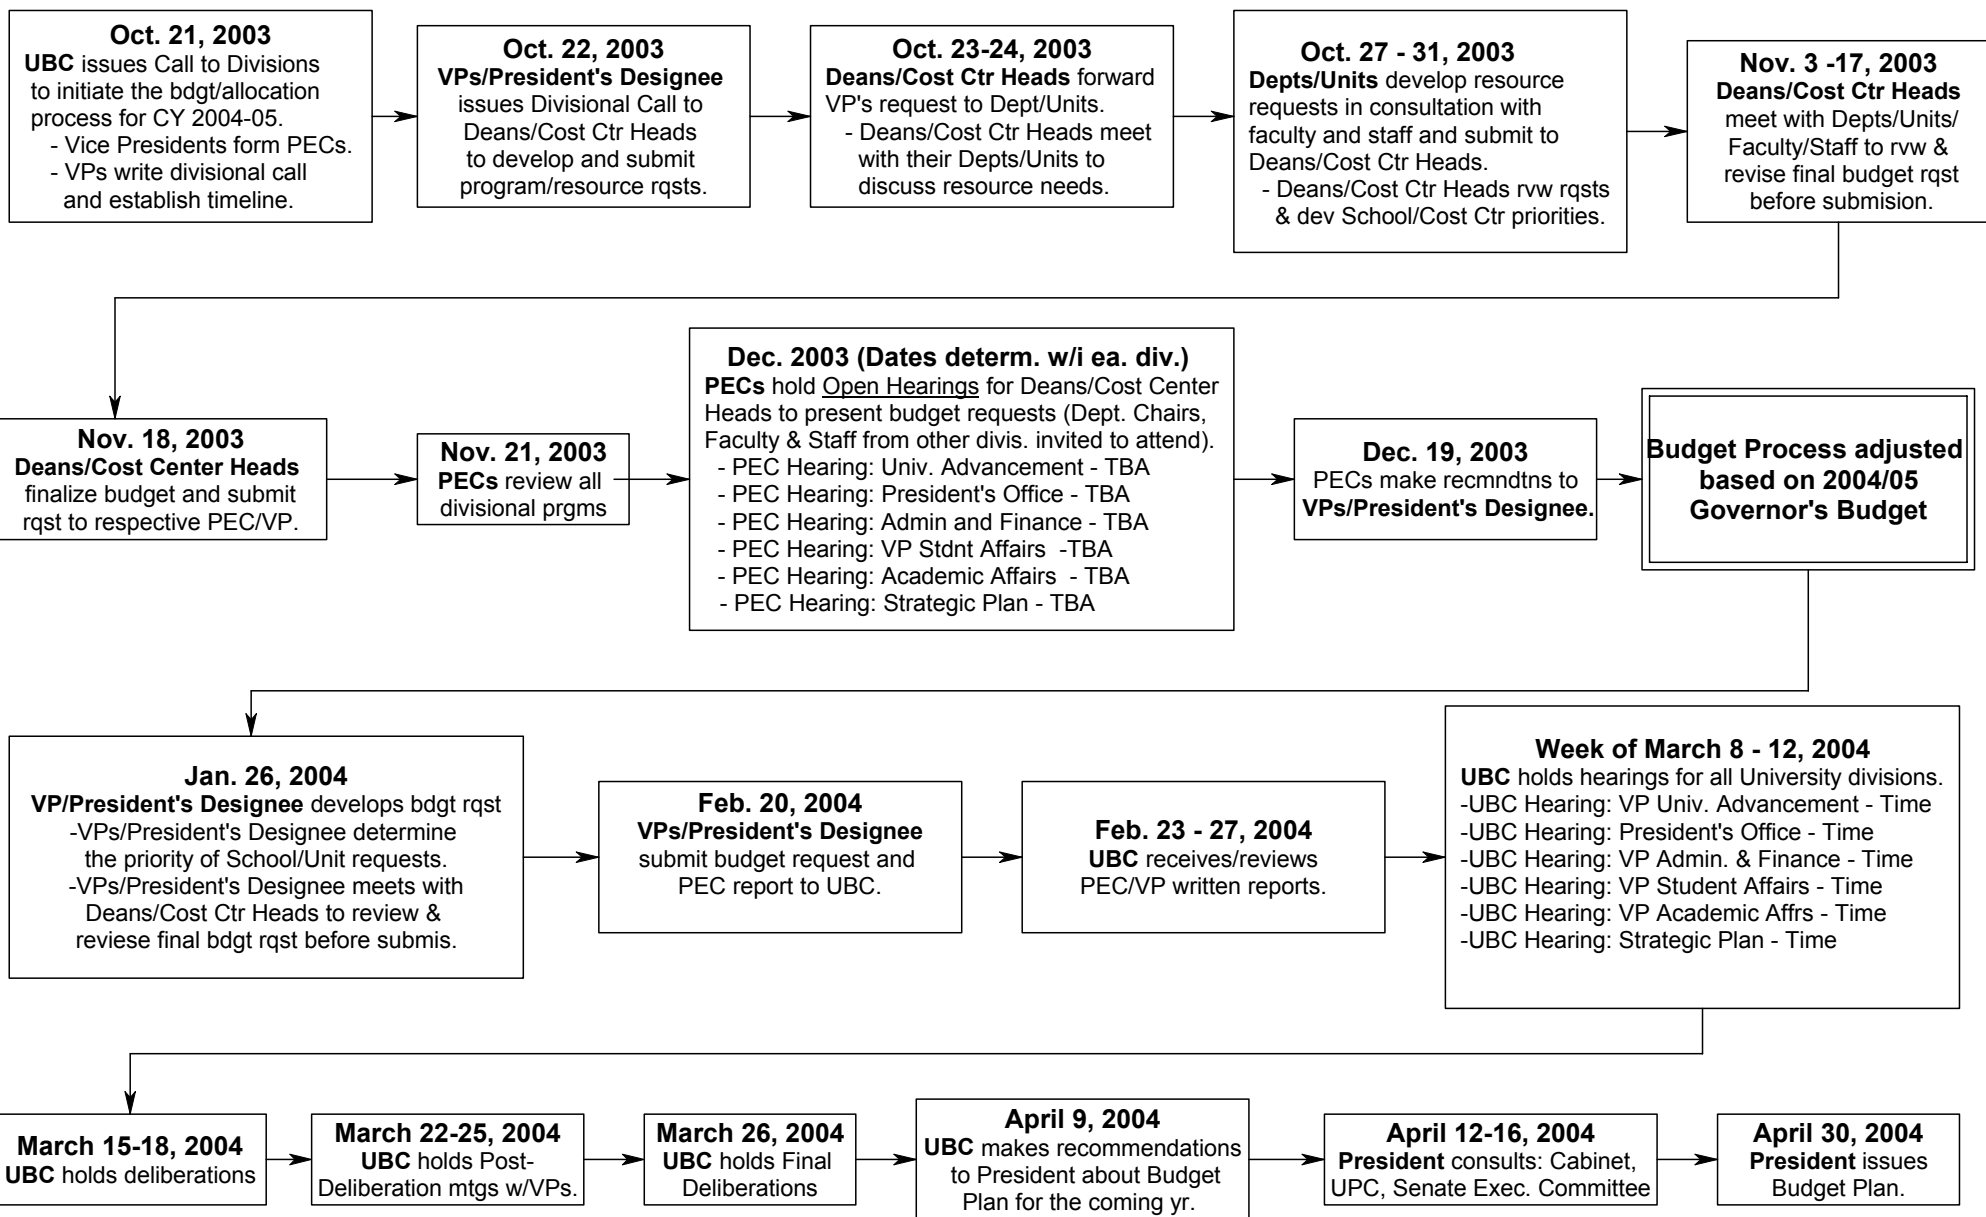 Oct. 21, 2003
UBC issues Call to Divisions
to initiate the bdgt/allocation
process for CY 2004-05.
- Vice Presidents form PECs.
- VPs write divisional call
and establish timeline.
Oct. 22, 2003
VPs/President's Designee
issues Divisional Call to
Deans/Cost Ctr Heads
to develop and submit
program/resource rqsts.
Oct. 23-24, 2003
Deans/Cost Ctr Heads forward
VP's request to Dept/Units.
- Deans/Cost Ctr Heads meet
with their Depts/Units to
discuss resource needs.
Oct. 27 - 31, 2003
Depts/Units develop resource
requests in consultation with
faculty and staff and submit to
Deans/Cost Ctr Heads.
- Deans/Cost Ctr Heads rvw rqsts
& dev School/Cost Ctr priorities.
Nov. 3 -17, 2003
Deans/Cost Ctr Heads
meet with Depts/Units/
Faculty/Staff to rvw &
revise final budget rqst
before submision.
Nov. 18, 2003
Deans/Cost Center Heads
finalize budget and submit
rqst to respective PEC/VP.
Nov. 21, 2003
PECs review all
divisional prgms
Dec. 2003 (Dates determ. w/i ea. div.)
PECs hold Open Hearings for Deans/Cost Center
Heads to present budget requests (Dept. Chairs,
Faculty & Staff from other divis. invited to attend).
- PEC Hearing: Univ. Advancement - TBA
- PEC Hearing: President's Office - TBA
- PEC Hearing: Admin and Finance - TBA
- PEC Hearing: VP Stdnt Affairs  -TBA
- PEC Hearing: Academic Affairs  - TBA
- PEC Hearing: Strategic Plan - TBA
Dec. 19, 2003
PECs make recmndtns to
VPs/President's Designee.
Budget Process adjusted
based on 2004/05
Governor's Budget
Jan. 26, 2004
VP/President's Designee develops bdgt rqst
-VPs/President's Designee determine
the priority of School/Unit requests.
-VPs/President's Designee meets with
Deans/Cost Ctr Heads to review &
reviese final bdgt rqst before submis.
Feb. 20, 2004
VPs/President's Designee
submit budget request and
PEC report to UBC.
Feb. 23 - 27, 2004
UBC receives/reviews
PEC/VP written reports.
Week of March 8 - 12, 2004
UBC holds hearings for all University divisions.
-UBC Hearing: VP Univ. Advancement - Time
-UBC Hearing: President's Office - Time
-UBC Hearing: VP Admin. & Finance - Time
-UBC Hearing: VP Student Affairs - Time
-UBC Hearing: VP Academic Affrs - Time
-UBC Hearing: Strategic Plan - Time
March 15-18, 2004
UBC holds deliberations
March 22-25, 2004
UBC holds Post-
Deliberation mtgs w/VPs.
March 26, 2004
UBC holds Final
Deliberations
April 9, 2004
UBC makes recommendations
to President about Budget
Plan for the coming yr.
April 12-16, 2004
President consults: Cabinet,
UPC, Senate Exec. Committee
April 30, 2004
President issues
Budget Plan.